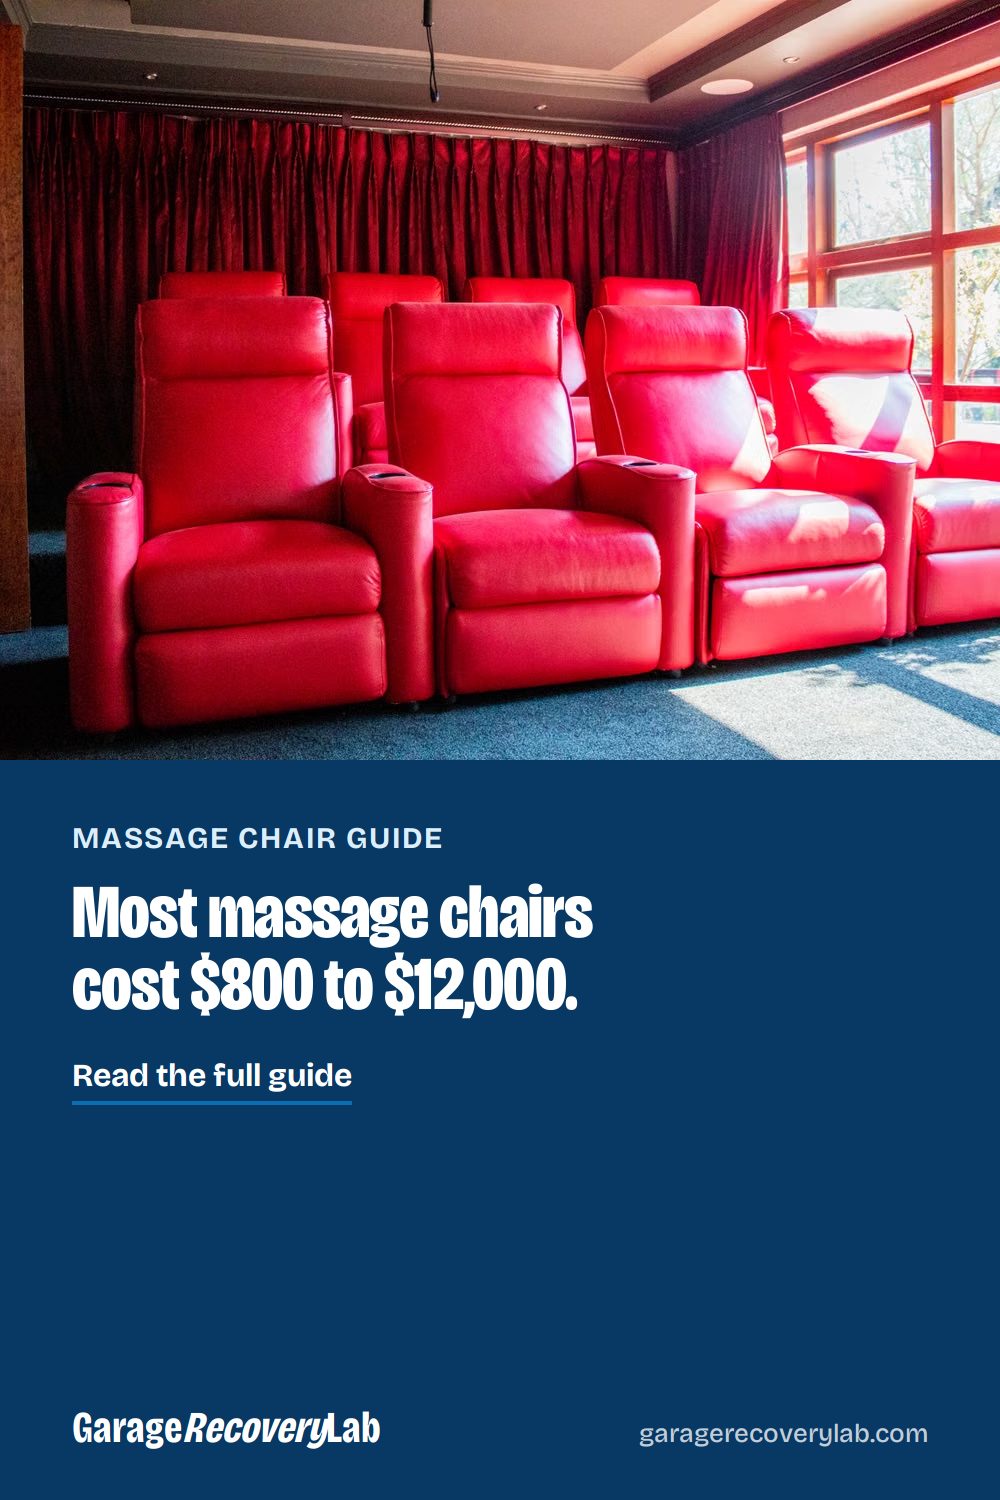 MASSAGE CHAIR GUIDE
Most massage chairs
cost $800 to $12,000.
Read the full guide
GarageRecoveryLab
garagerecoverylab.com